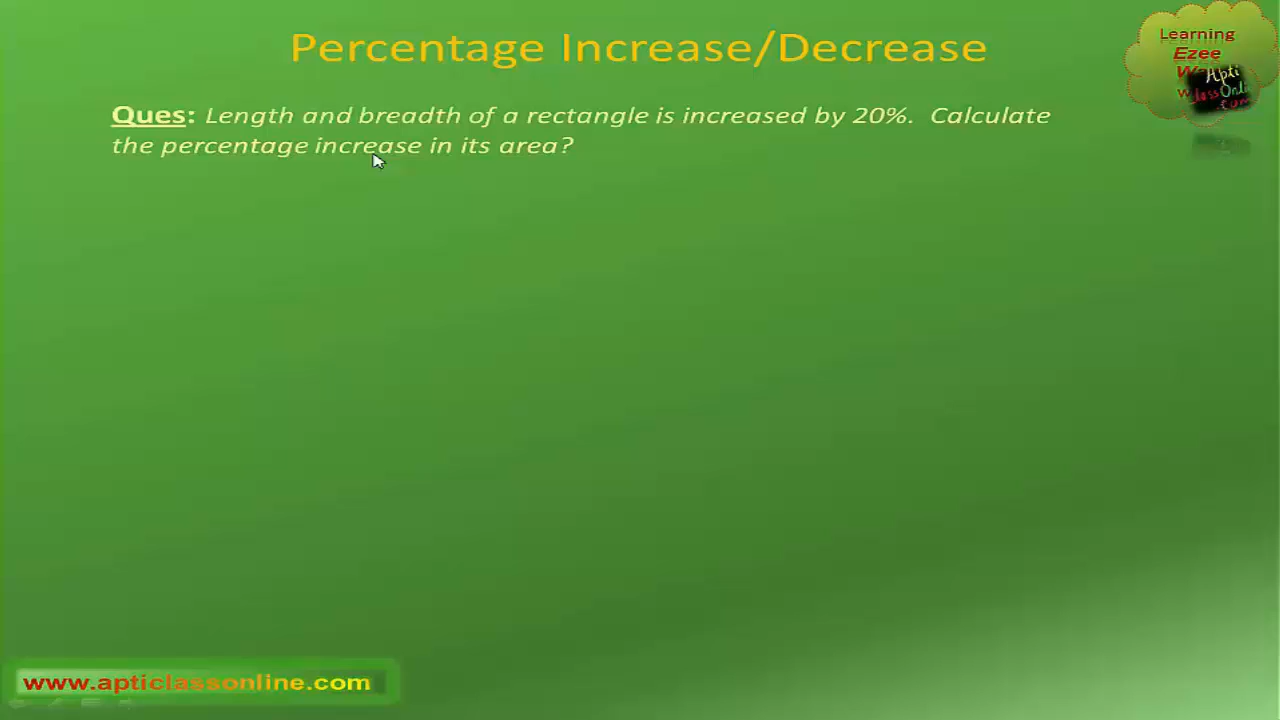 Percentage Increase/Decrease
Learning
Ezee
Apti
Ques: Length and breadth of a rectangle is increased by 20%. Calculate
the percentage increase in its area?
www.apticlassonline.com